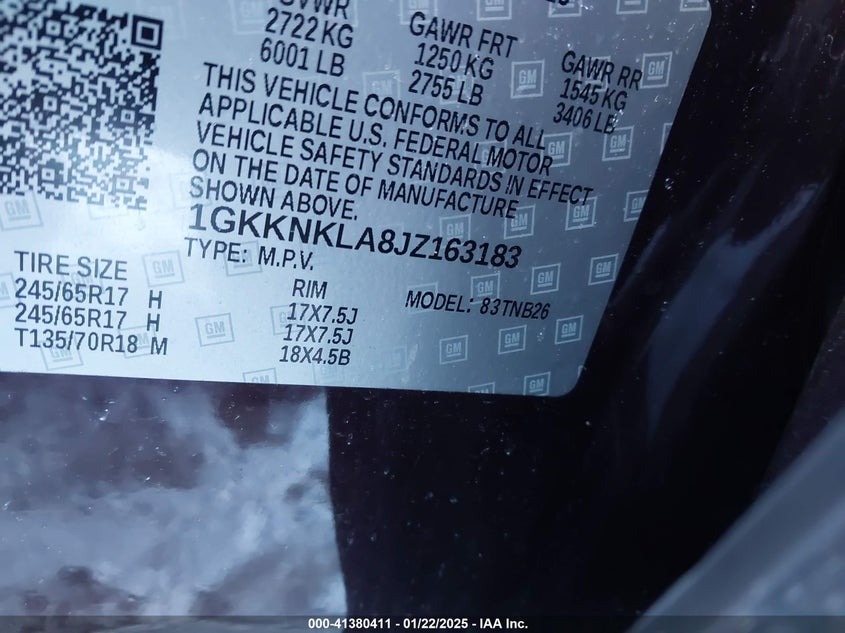 GVWR
2722 KG
6001 LB
GAWR FRT
1250 KG
2755 LB
GAWR RR
1545 KG
3406 LB
THIS VEHICLE CONFORMS TO ALL
APPLICABLE U.S. FEDERAL MOTOR
VEHICLE SAFETY STANDARDS IN EFFECT
ON THE DATE OF MANUFACTURE
SHOWN ABOVE.
1GKKNKLA8JZ163183
TYPE: M.P.V.
TIRE SIZE
RIM
MODEL: 83TNB26
245/65R17 H
17X7.5J
245/65R17 H
17X7.5J
T135/70R18 M
18X4.5B
GM
000-41380411 - 01/22/2025 - IAA Inc.